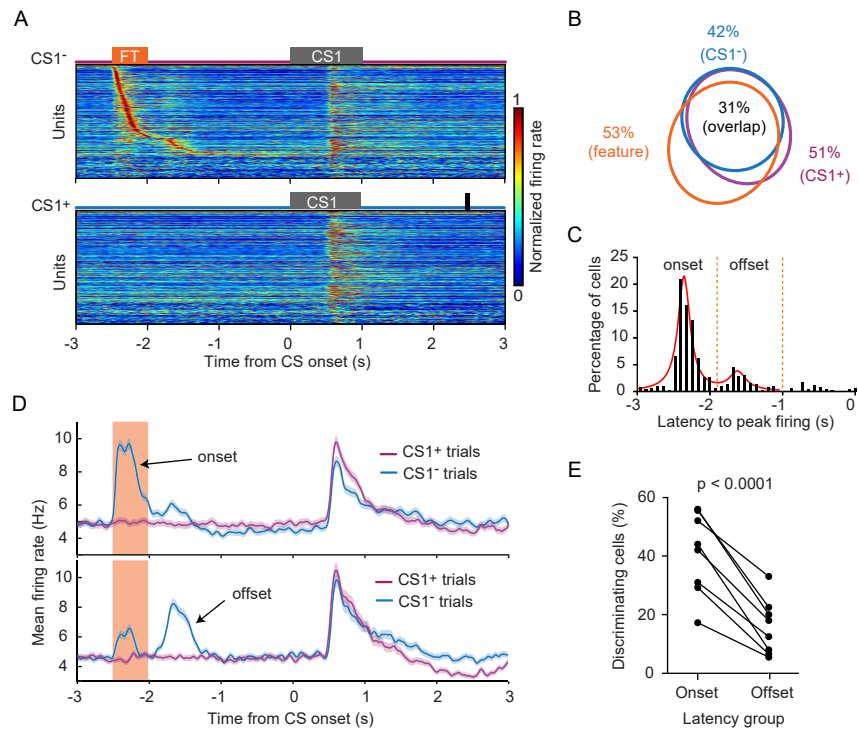 A
CS1-
FT
CS1
Units
CS1+
CS1
Units
-3 -2 -1 0 1 2 3
Time from CS onset (s)
1
Normalized firing rate
0
B
42%
(CS1-)
31%
(overlap)
53%
(feature)
51%
(CS1+)
C
Percentage of cells
25
20
15
10
5
0
onset
offset
-3 -2 -1 0
Latency to peak firing (s)
D
Mean firing rate (Hz)
10
8
6
4
onset
CS1+ trials
CS1- trials
10
8
6
4
offset
CS1+ trials
CS1- trials
-3 -2 -1 0 1 2 3
Time from CS onset (s)
E
p < 0.0001
Discriminating cells (%)
60
40
20
0
Onset Offset
Latency group